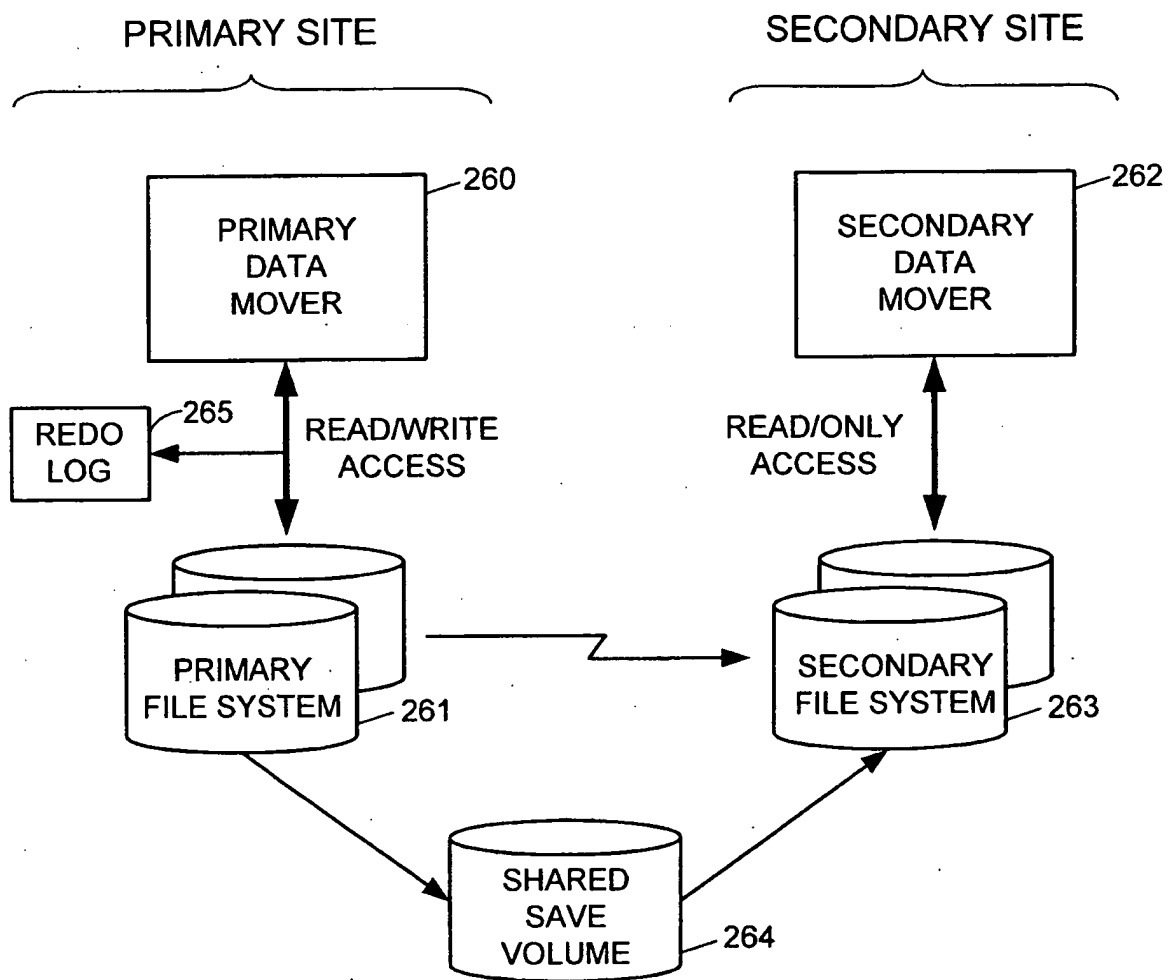 PRIMARY SITE
SECONDARY SITE
260
PRIMARY
DATA
MOVER
262
SECONDARY
DATA
MOVER
265
REDO
LOG
READ/WRITE
ACCESS
READ/ONLY
ACCESS
PRIMARY
FILE SYSTEM
261
SECONDARY
FILE SYSTEM
263
SHARED
SAVE
VOLUME
264